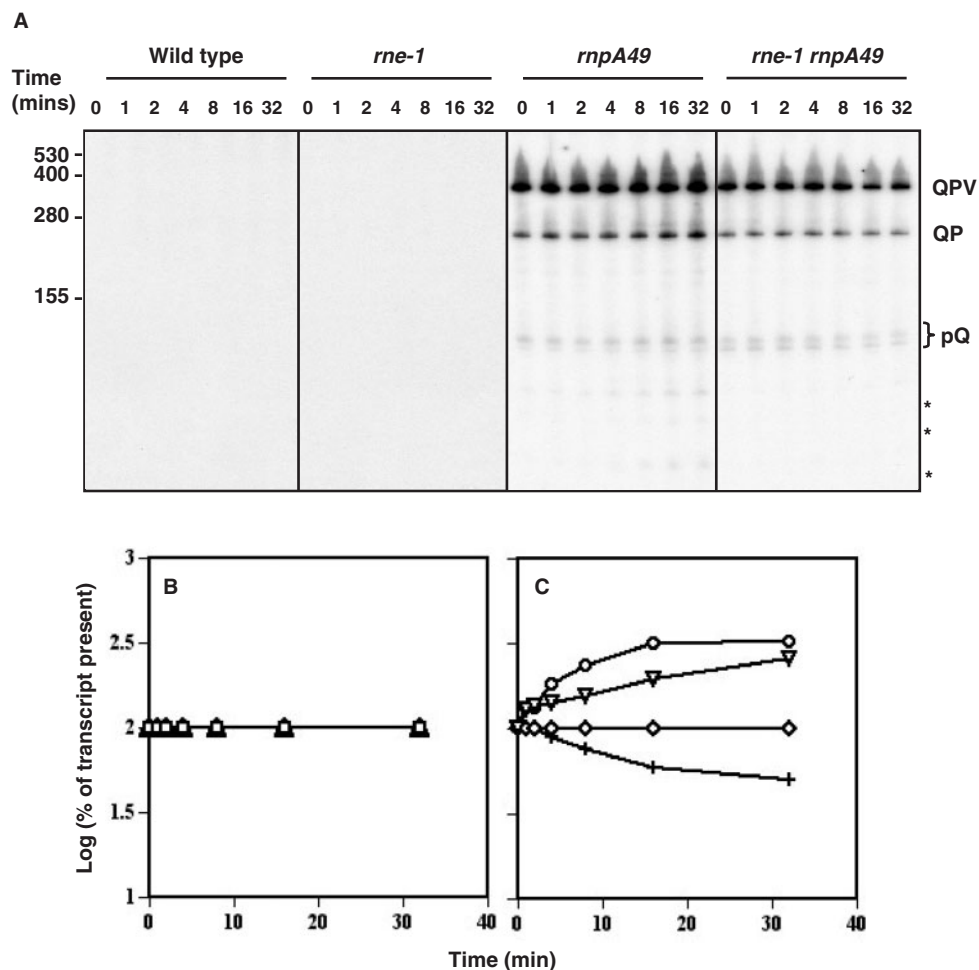 A
Wild type rne-1 rnpA49 rne-1 rnpA49
Time
(mins)
0 1 2 4 8 16 32 0 1 2 4 8 16 32 0 1 2 4 8 16 32 0 1 2 4 8 16 32
530
400
280
155
QPV
QP
pQ
*
*
*
B
C
Log (% of transcript present)
3
2.5
2
1.5
1
0 10 20 30 40
0 10 20 30 40
Time (min)